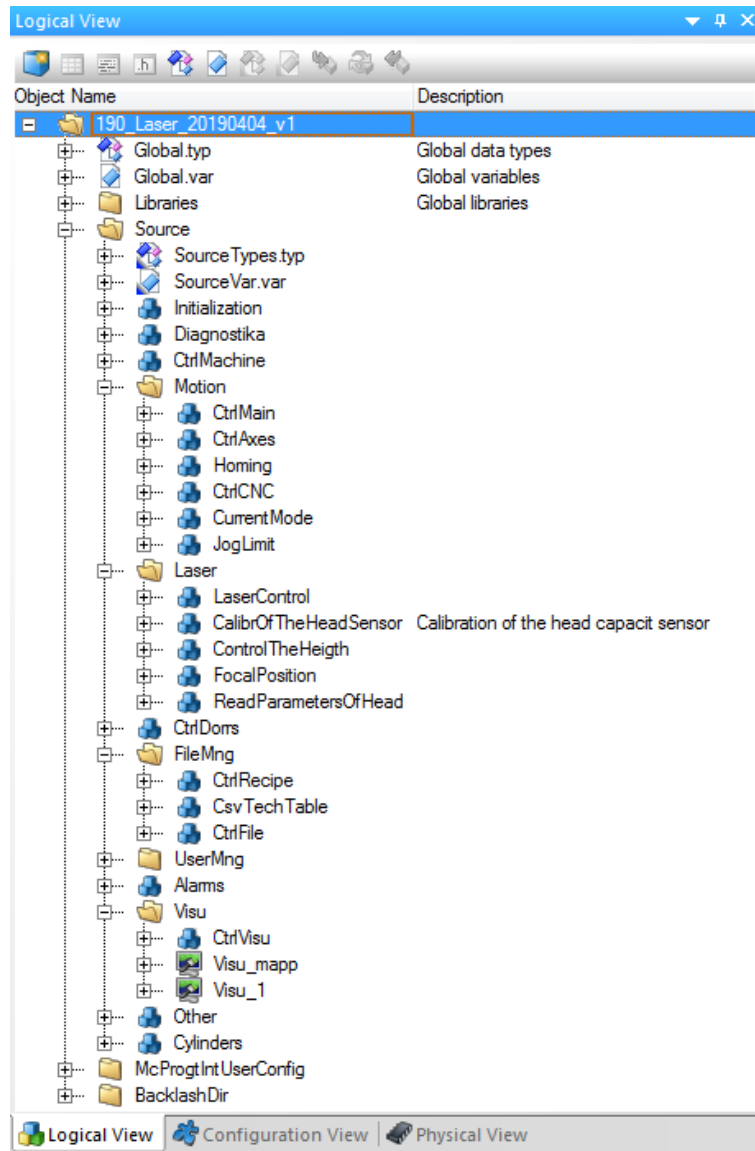 Logical View
.h
Object Name Description
190_Laser_20190404_v1
Global.typ Global data types
Global.var Global variables
Libraries Global libraries
Source
SourceTypes.typ
SourceVar.var
Initialization
Diagnostika
CtrlMachine
Motion
CtrlMain
CtrlAxes
Homing
CtrlCNC
CurrentMode
JogLimit
Laser
LaserControl
CalibrOfTheHeadSensor Calibration of the head capacit sensor
ControlTheHeigth
FocalPosition
ReadParametersOfHead
CtrlDorrs
FileMng
CtrlRecipe
CsvTechTable
CtrlFile
UserMng
Alarms
Visu
CtrlVisu
Visu_mapp
Visu_1
Other
Cylinders
McProgtIntUserConfig
BacklashDir
Logical View Configuration View Physical View